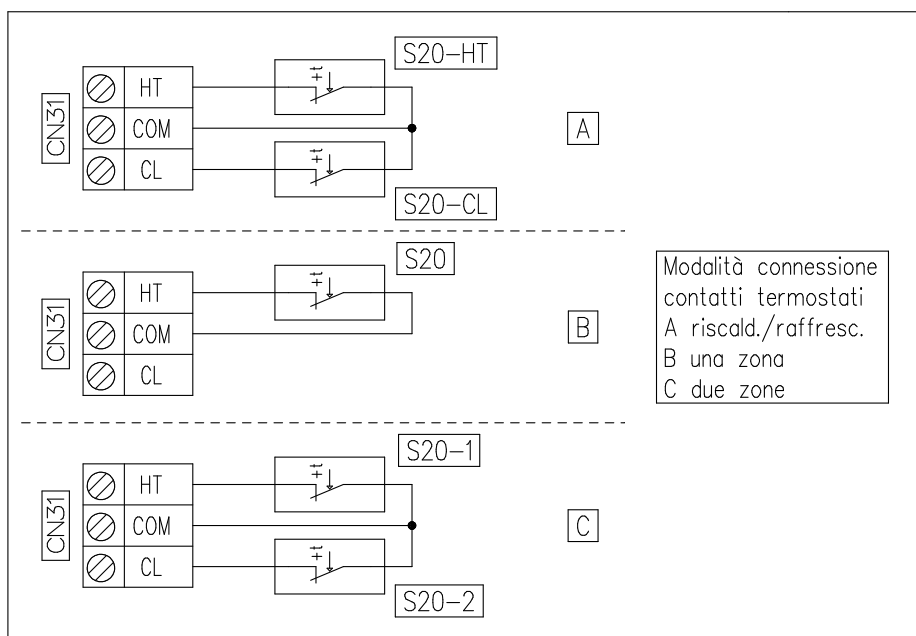 S20-HT
CN31
HT
+t
COM
CL
+t
A
S20-CL
S20
CN31
HT
+t
COM
CL
B
Modalità connessione
contatti termostati
A riscald./raffresc.
B una zona
C due zone
S20-1
CN31
HT
+t
COM
CL
+t
C
S20-2